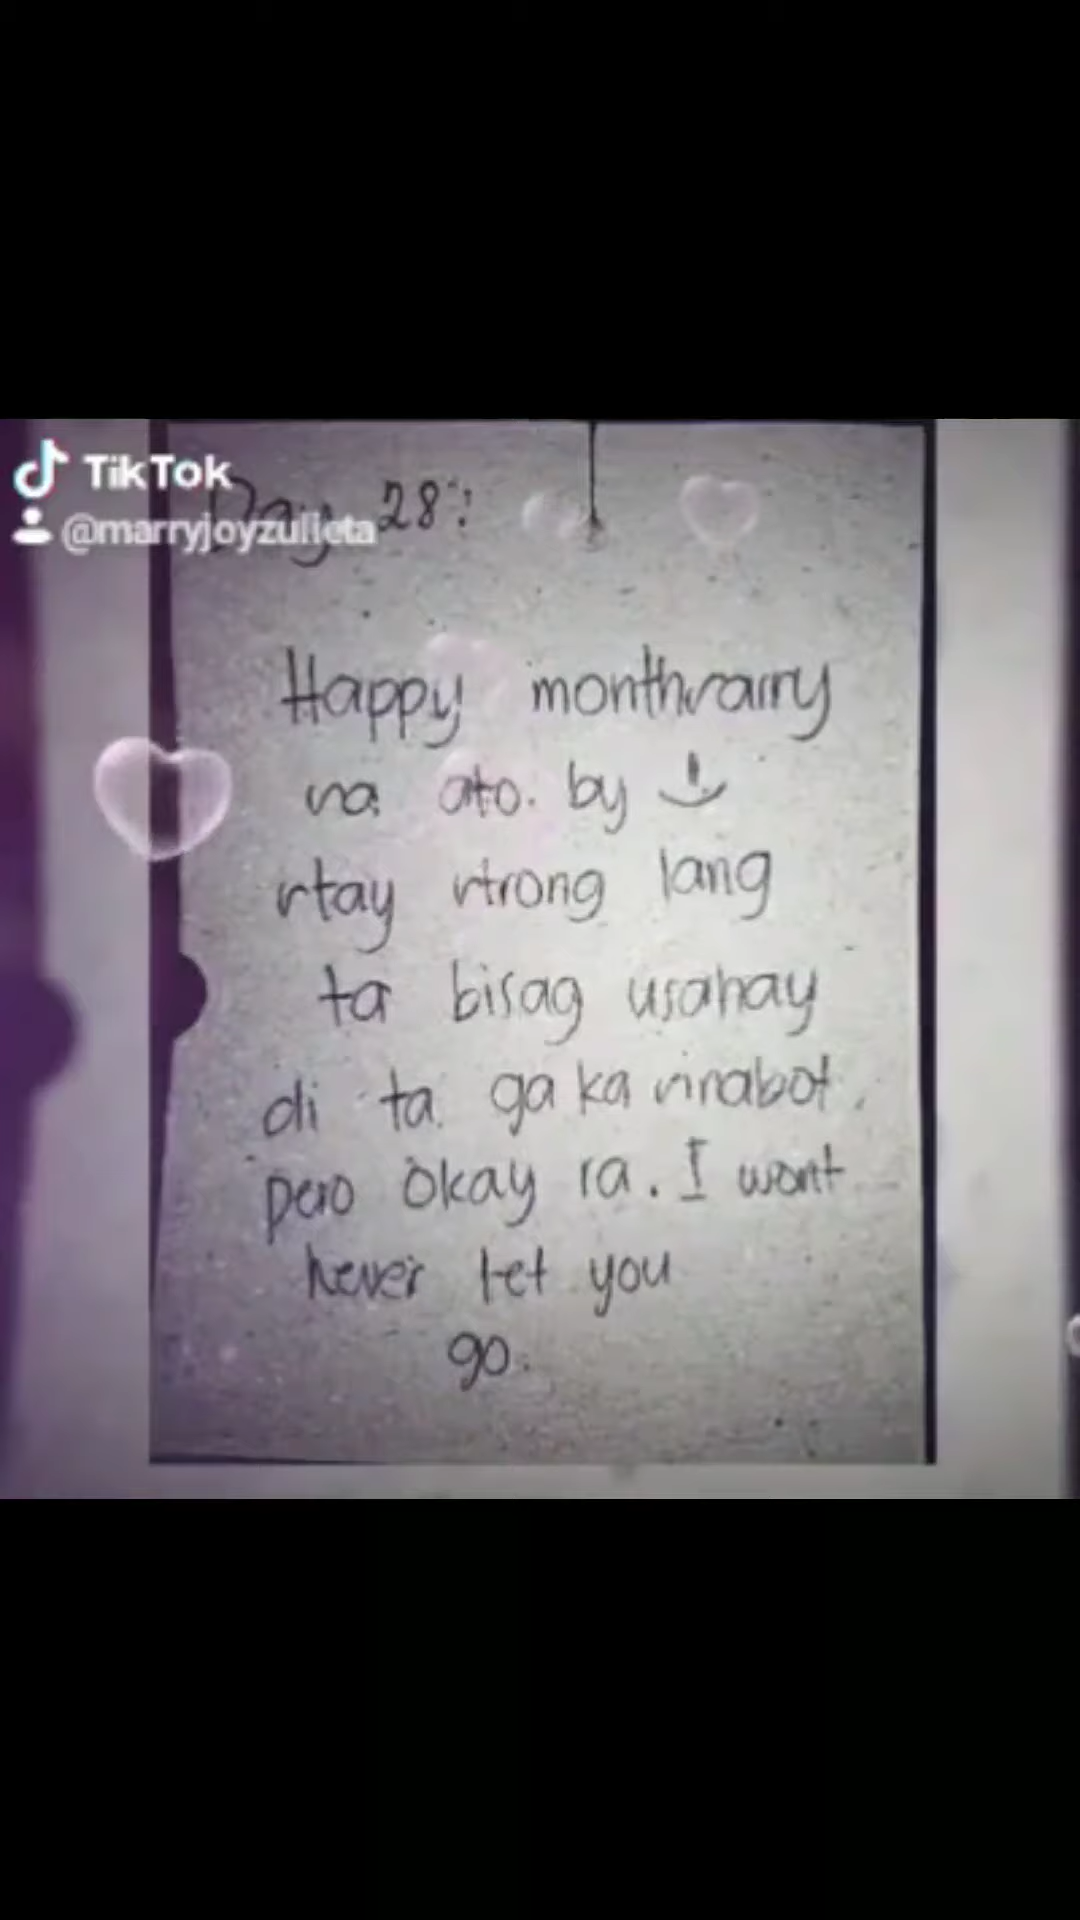 TikTok
@marryjoyzulieta
Day 28:
Happy monthsarry
na ato. by
stay strong lang
ta bisag usahay
di ta ga ka sinabot.
pero okay ra. I wont
never let you
go.